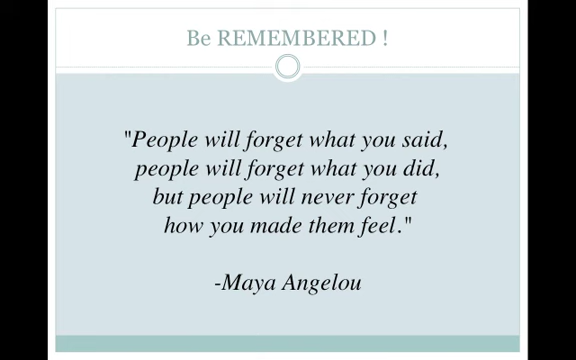 Be REMEMBERED !
"People will forget what you said,
people will forget what you did,
but people will never forget
how you made them feel."
-Maya Angelou